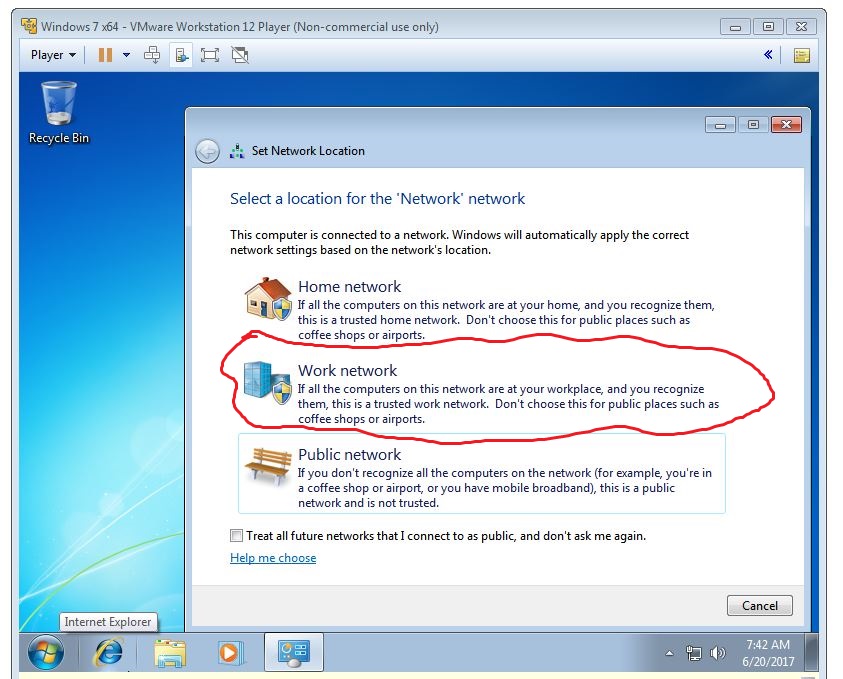 Windows 7 x64 - VMware Workstation 12 Player (Non-commercial use only)
Player
Recycle Bin
Set Network Location
Select a location for the 'Network' network
This computer is connected to a network. Windows will automatically apply the correct
network settings based on the network's location.
Home network
If all the computers on this network are at your home, and you recognize them,
this is a trusted home network. Don't choose this for public places such as
coffee shops or airports.
Work network
If all the computers on this network are at your workplace, and you recognize
them, this is a trusted work network. Don't choose this for public places such as
coffee shops or airports.
Public network
If you don't recognize all the computers on the network (for example, you're in
a coffee shop or airport, or you have mobile broadband), this is a public
network and is not trusted.
Treat all future networks that I connect to as public, and don't ask me again.
Help me choose
Cancel
Internet Explorer
7:42 AM
6/20/2017